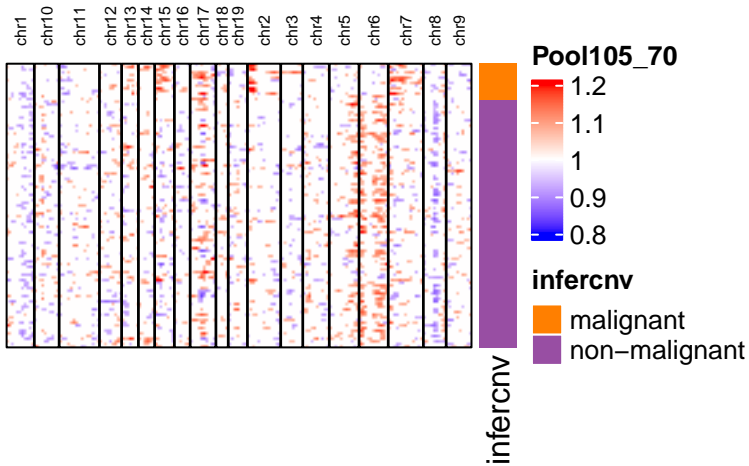 chr1 chr10 chr11 chr12 chr13 chr14 chr15 chr16 chr17 chr18 chr19 chr2 chr3 chr4 chr5 chr6 chr7 chr8 chr9
Pool105_70
1.2
1.1
1
0.9
0.8
infercnv
malignant
non−malignant
infercnv